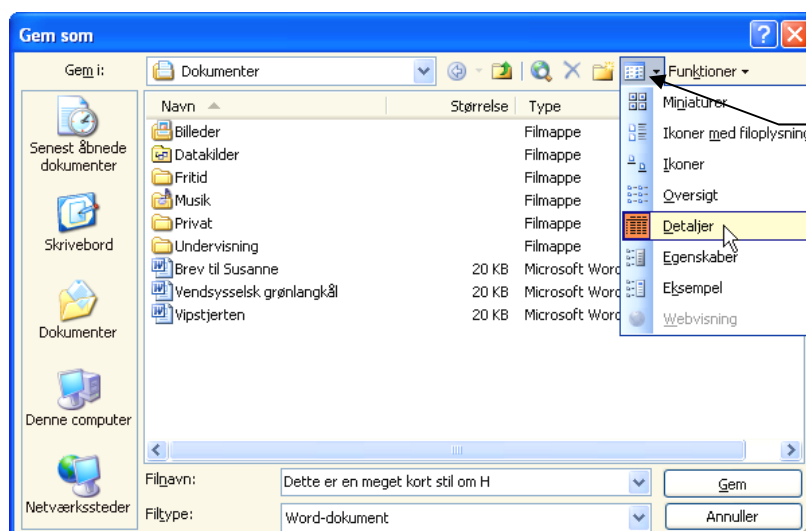 Gem som
Gem i:
Dokumenter
Funktioner
Senest åbnede
dokumenter
Skrivebord
Dokumenter
Denne computer
Netværkssteder
Navn Størrelse Type
Billeder Filmappe
Datakilder Filmappe
Fritid Filmappe
Musik Filmappe
Privat Filmappe
Undervisning Filmappe
Brev til Susanne 20 KB Microsoft Word
Vendsysselsk grønlangkål 20 KB Microsoft Word
Vipstjerten 20 KB Microsoft Word
Miniaturer
Ikoner med filoplysning
Ikoner
Oversigt
Detaljer
Egenskaber
Eksempel
Webvisning
Filnavn: Dette er en meget kort stil om H
Gem
Filtype: Word-dokument
Annuller